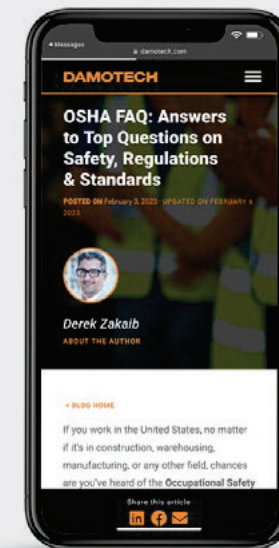 Messages
damotech.com
DAMOTECH
OSHA FAQ: Answers
to Top Questions on
Safety, Regulations
& Standards
POSTED ON February 3, 2023 - UPDATED ON FEBRUARY 6
2023
Derek Zakaib
ABOUT THE AUTHOR
« BLOG HOME
If you work in the United States, no matter
if it's in construction, warehousing,
manufacturing, or any other field, chances
are you've heard of the Occupational Safety
Share this article